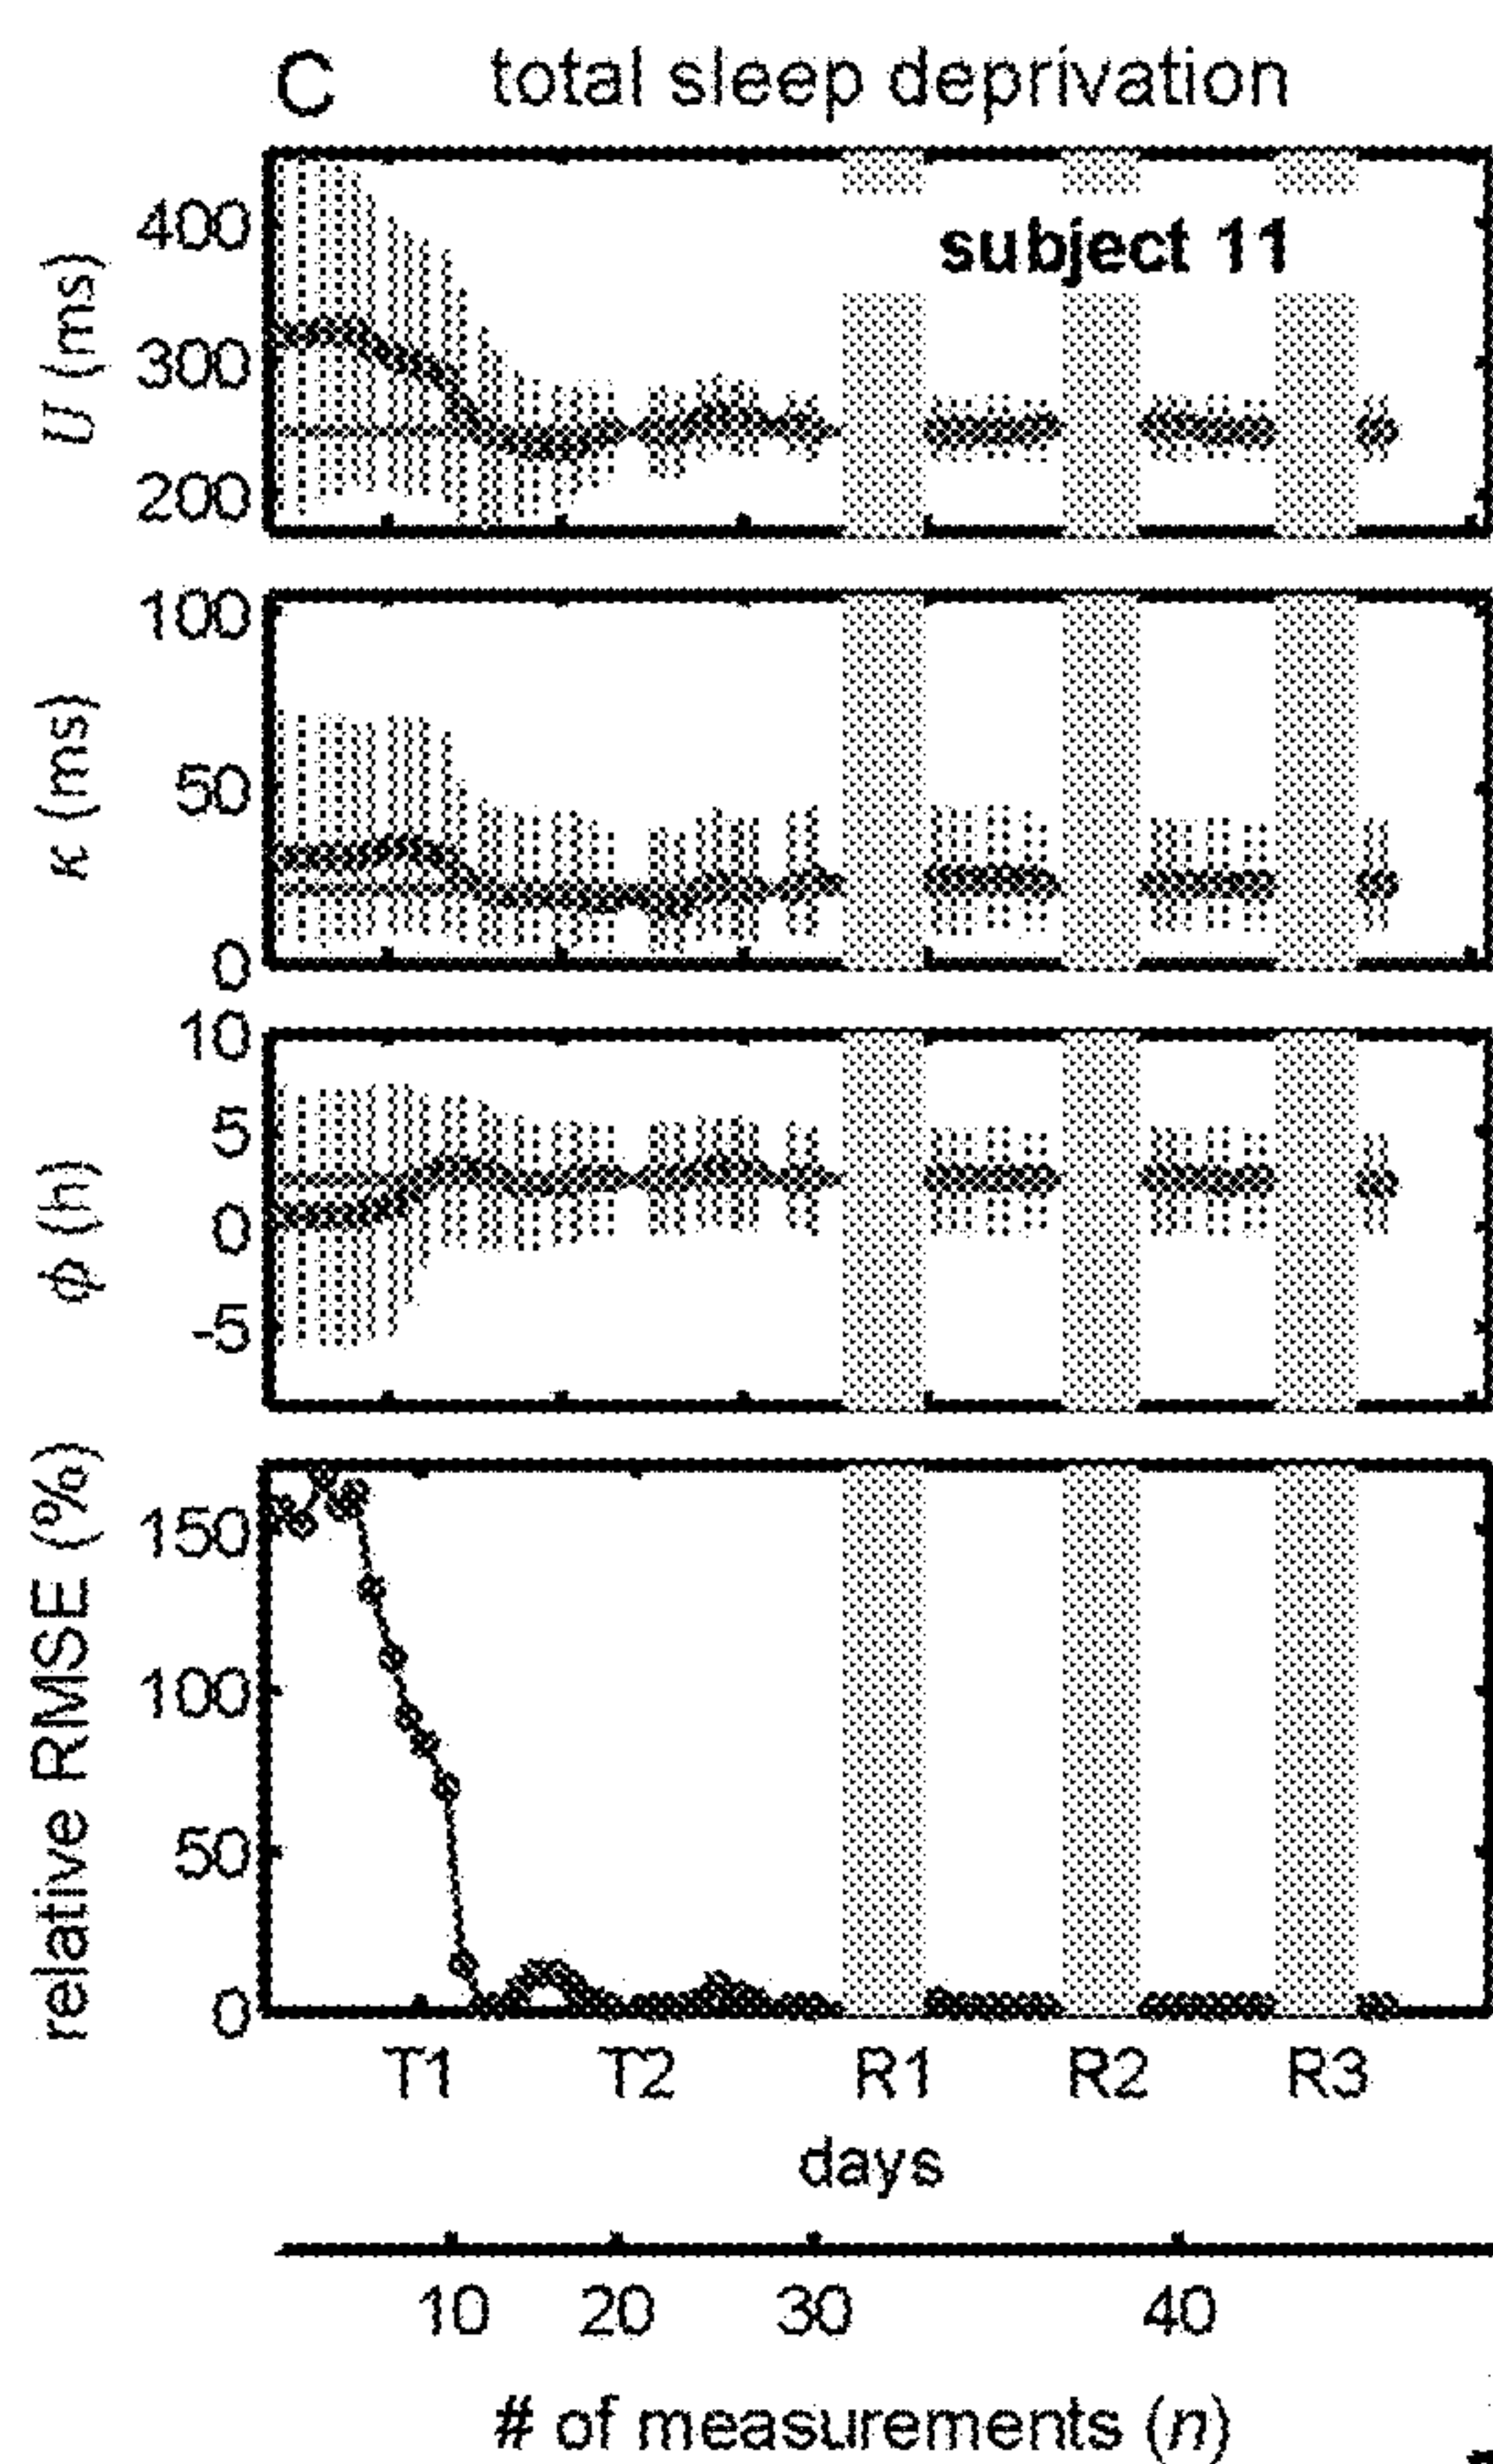 C total sleep deprivation
U (ms)
400
300
200
subject 11
κ (ms)
100
50
0
ϕ (h)
10
5
0
-5
relative RMSE (%)
150
100
50
0
T1 T2 R1 R2 R3
days
10 20 30 40
# of measurements (n)